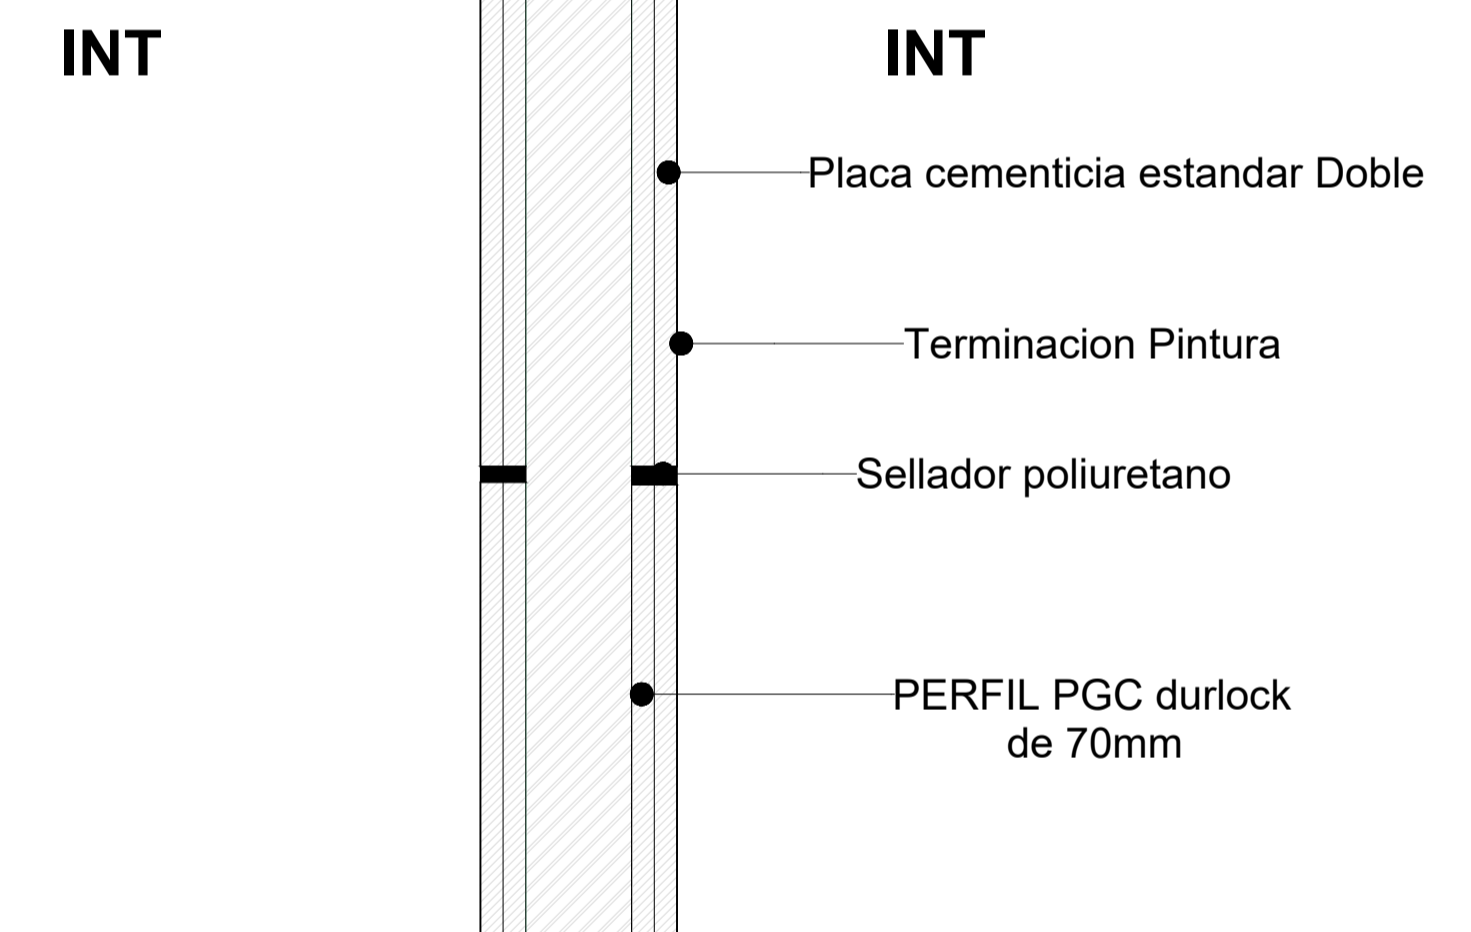 INT
INT
Placa cementicia estandar Doble
Terminacion Pintura
Sellador poliuretano
PERFIL PGC durlock
de 70mm